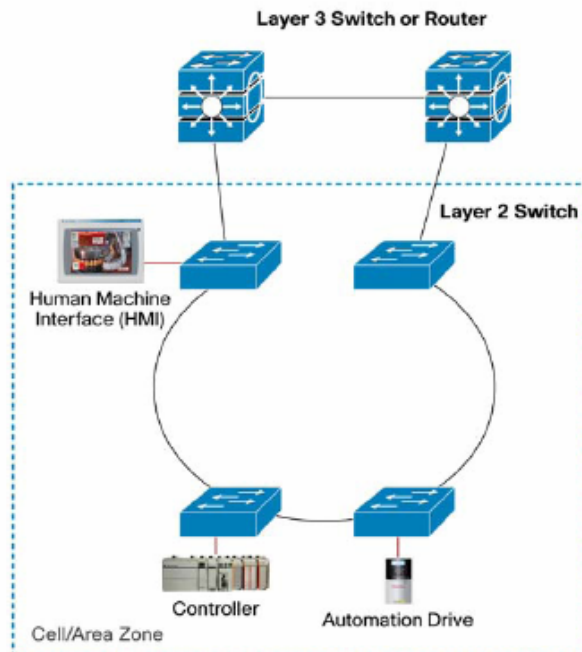 Layer 3 Switch or Router
Layer 2 Switch
Human Machine
Interface (HMI)
Controller
Automation Drive
Cell/Area Zone